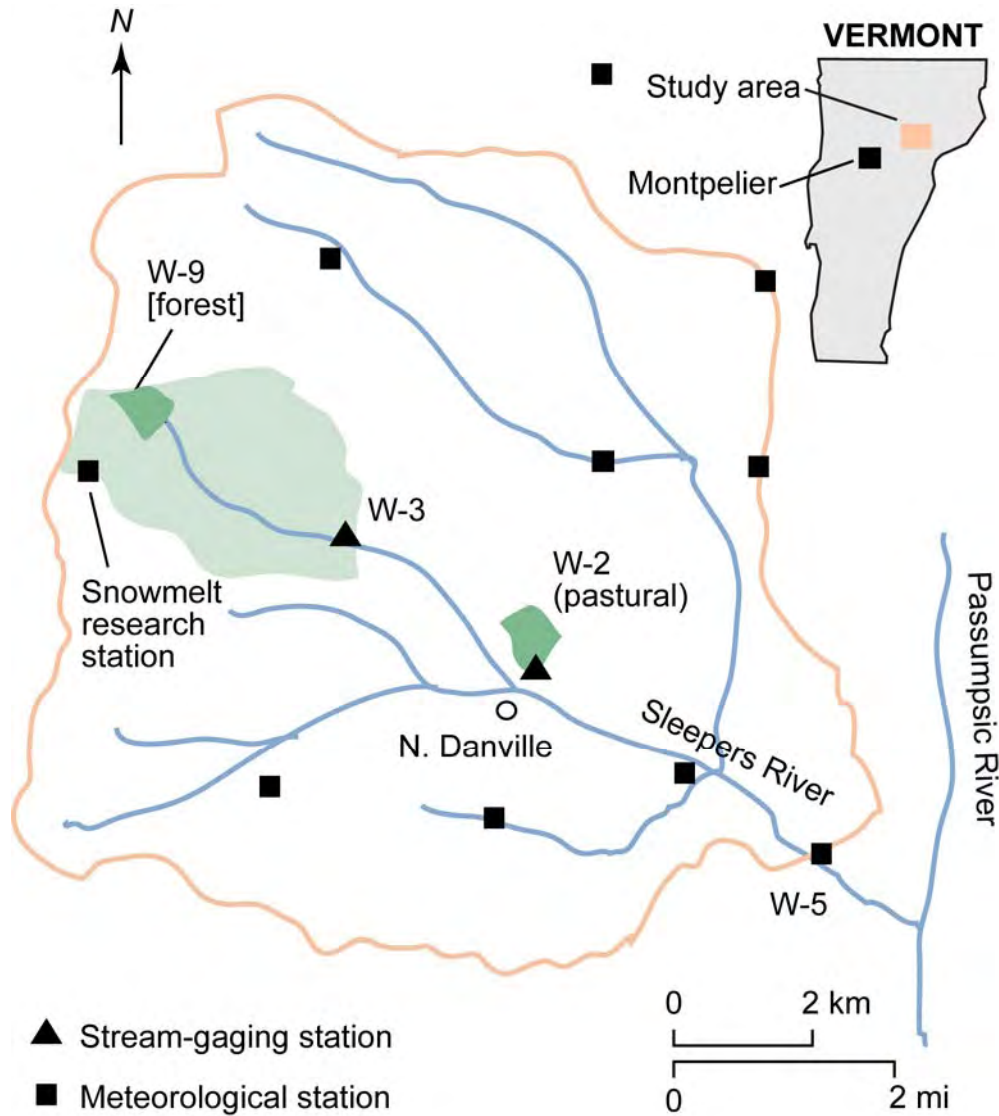 N
VERMONT
Study area
Montpelier
W-9
[forest]
W-3
Snowmelt
research
station
W-2
(pastural)
N. Danville
Sleepers River
Passumpsic River
W-5
0 2 km
0 2 mi
Stream-gaging station
Meteorological station